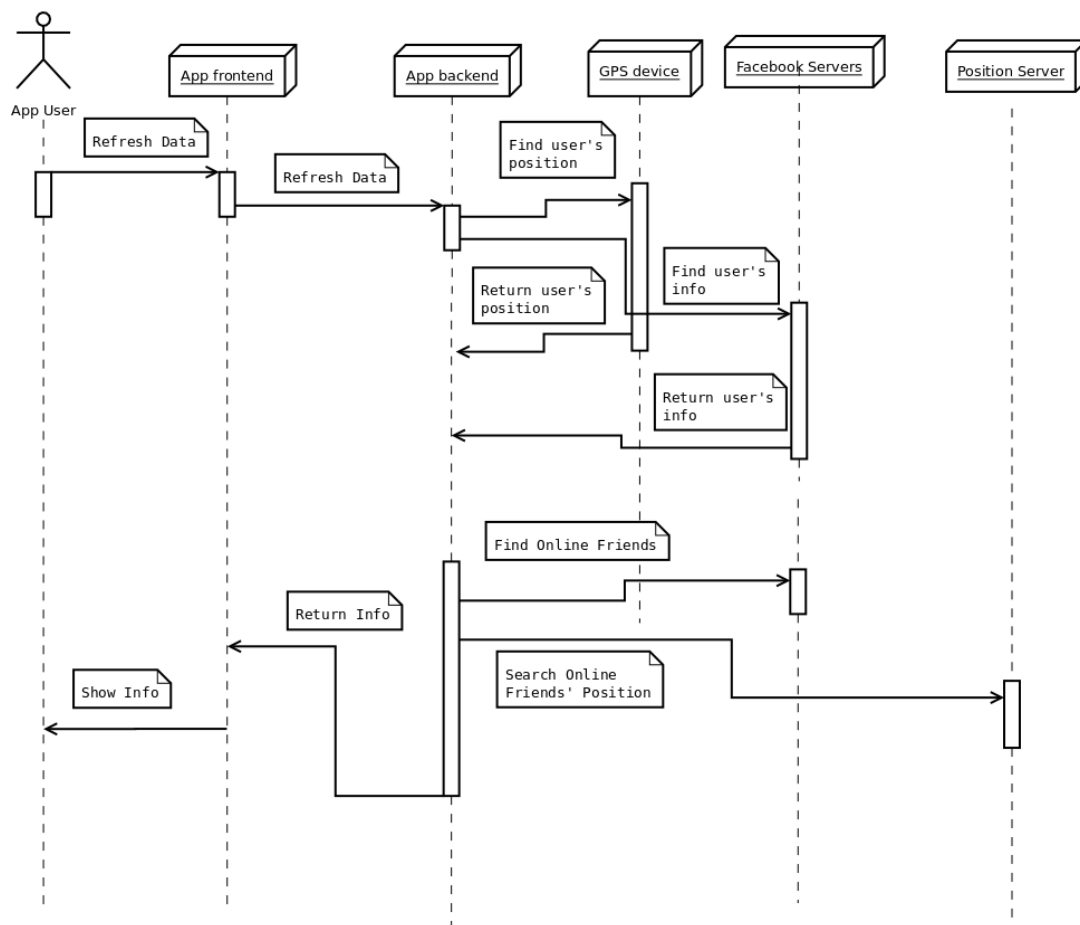 App User
App frontend
App backend
GPS device
Facebook Servers
Position Server
Refresh Data
Refresh Data
Find user's
position
Find user's
info
Return user's
position
Return user's
info
Find Online Friends
Return Info
Search Online
Friends' Position
Show Info